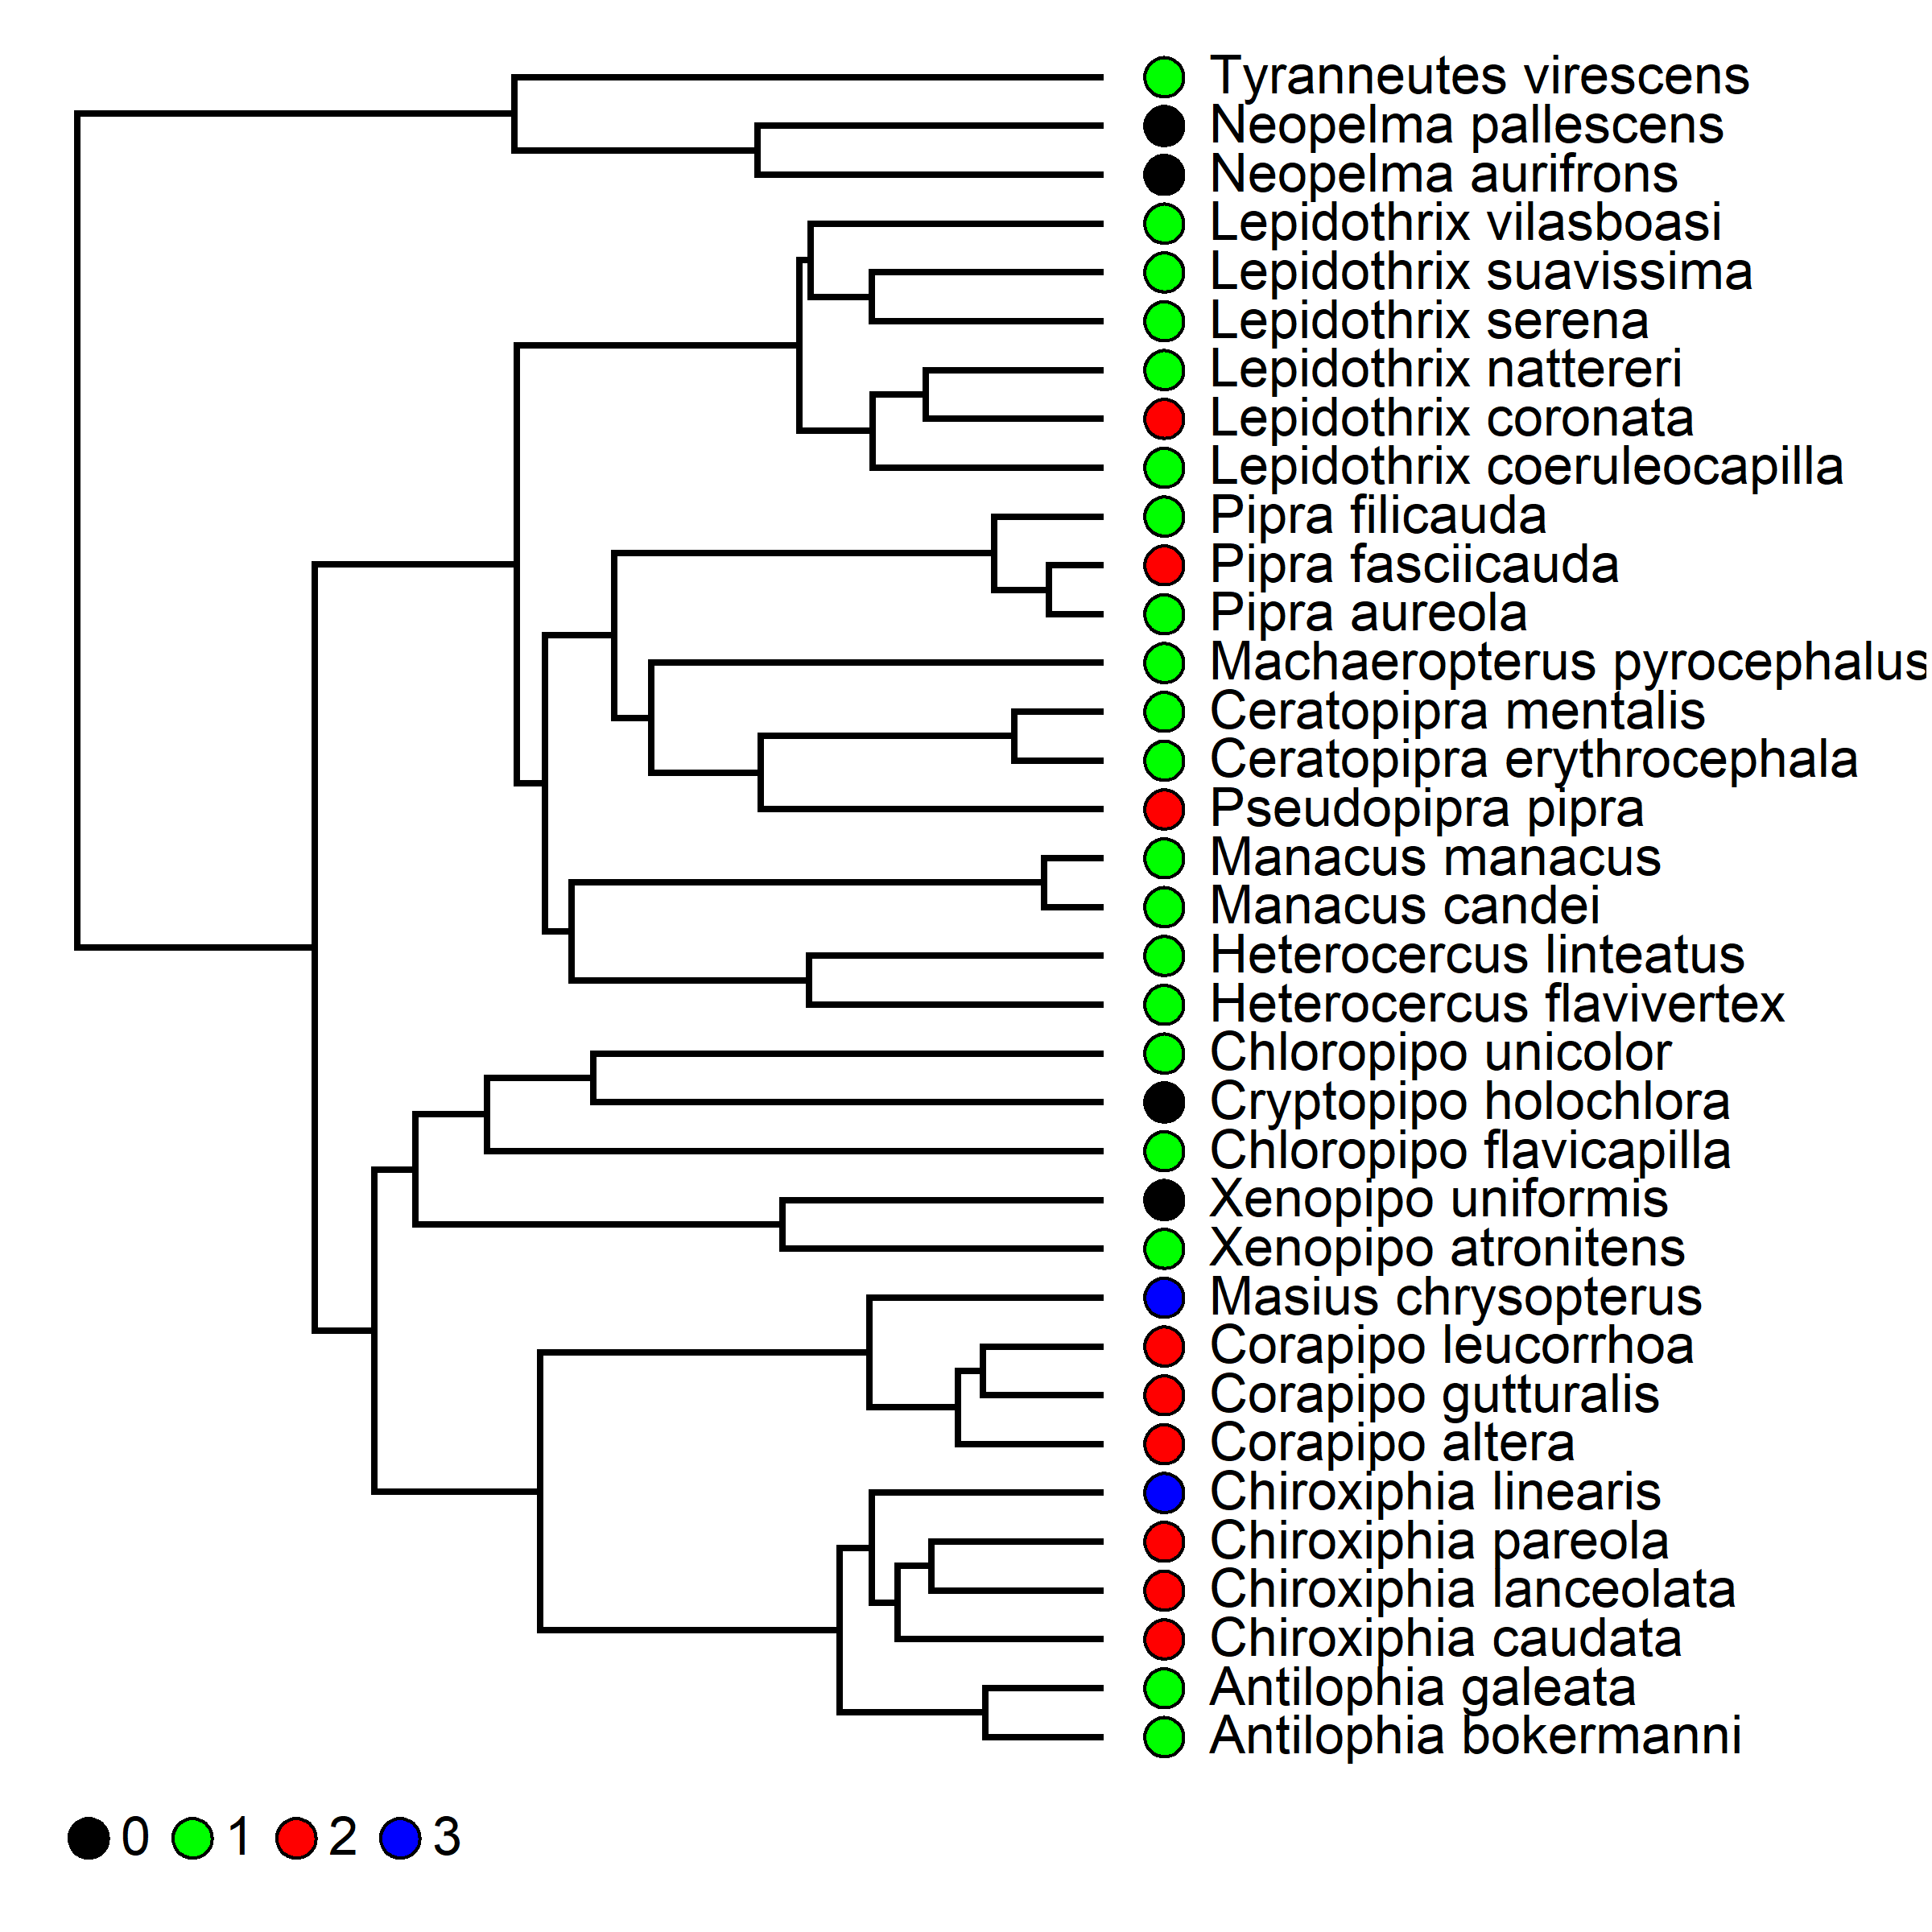 Tyranneutes virescens
Neopelma pallescens
Neopelma aurifrons
Lepidothrix vilasboasi
Lepidothrix suavissima
Lepidothrix serena
Lepidothrix nattereri
Lepidothrix coronata
Lepidothrix coeruleocapilla
Pipra filicauda
Pipra fasciicauda
Pipra aureola
Machaeropterus pyrocephalus
Ceratopipra mentalis
Ceratopipra erythrocephala
Pseudopipra pipra
Manacus manacus
Manacus candei
Heterocercus linteatus
Heterocercus flavivertex
Chloropipo unicolor
Cryptopipo holochlora
Chloropipo flavicapilla
Xenopipo uniformis
Xenopipo atronitens
Masius chrysopterus
Corapipo leucorrhoa
Corapipo gutturalis
Corapipo altera
Chiroxiphia linearis
Chiroxiphia pareola
Chiroxiphia lanceolata
Chiroxiphia caudata
Antilophia galeata
Antilophia bokermanni
0 1 2 3